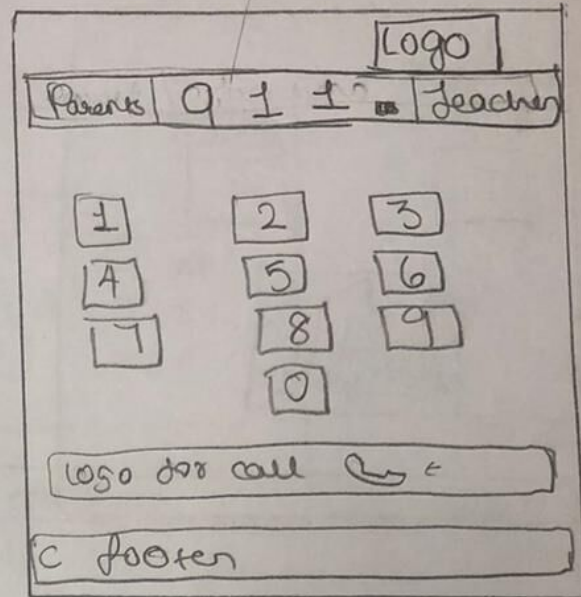 Logo
Parents 9 1 1 Teacher
1 2 3
4 5 6
7 8 9
0
logo for call
C footer